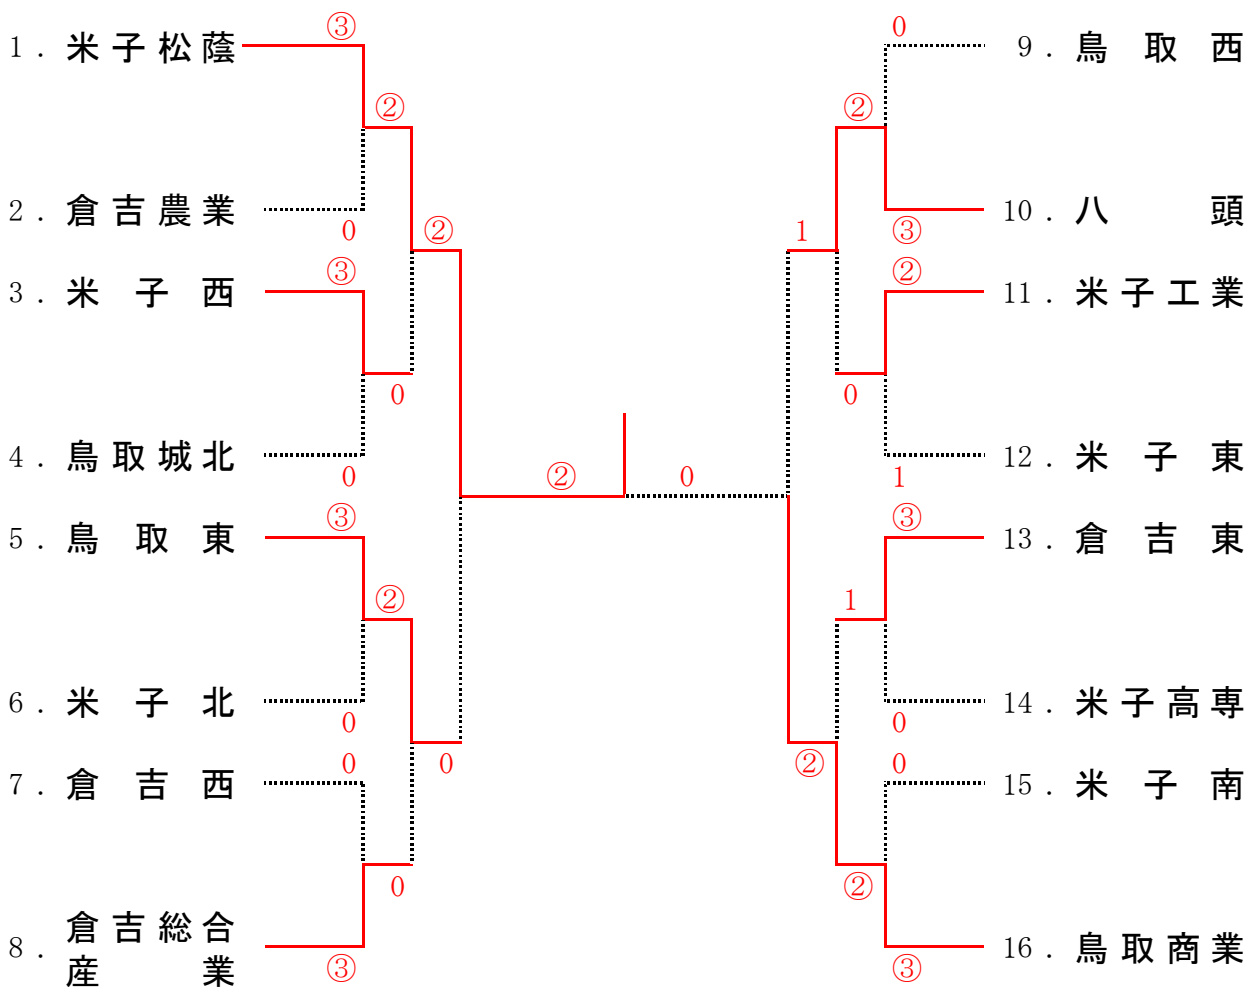 ③
1. 米子松蔭
②
2. 倉吉農業
0
②
③
3. 米子西
0
4. 鳥取城北
0
②
③
5. 鳥取東
②
6. 米子北
0
0
0
7. 倉吉西
0
8. 倉吉総合
産業
③
0
9. 鳥取西
②
10. 八頭
③
1
②
11. 米子工業
0
12. 米子東
1
0
③
13. 倉吉東
1
14. 米子高専
0
②
0
15. 米子南
②
16. 鳥取商業
③